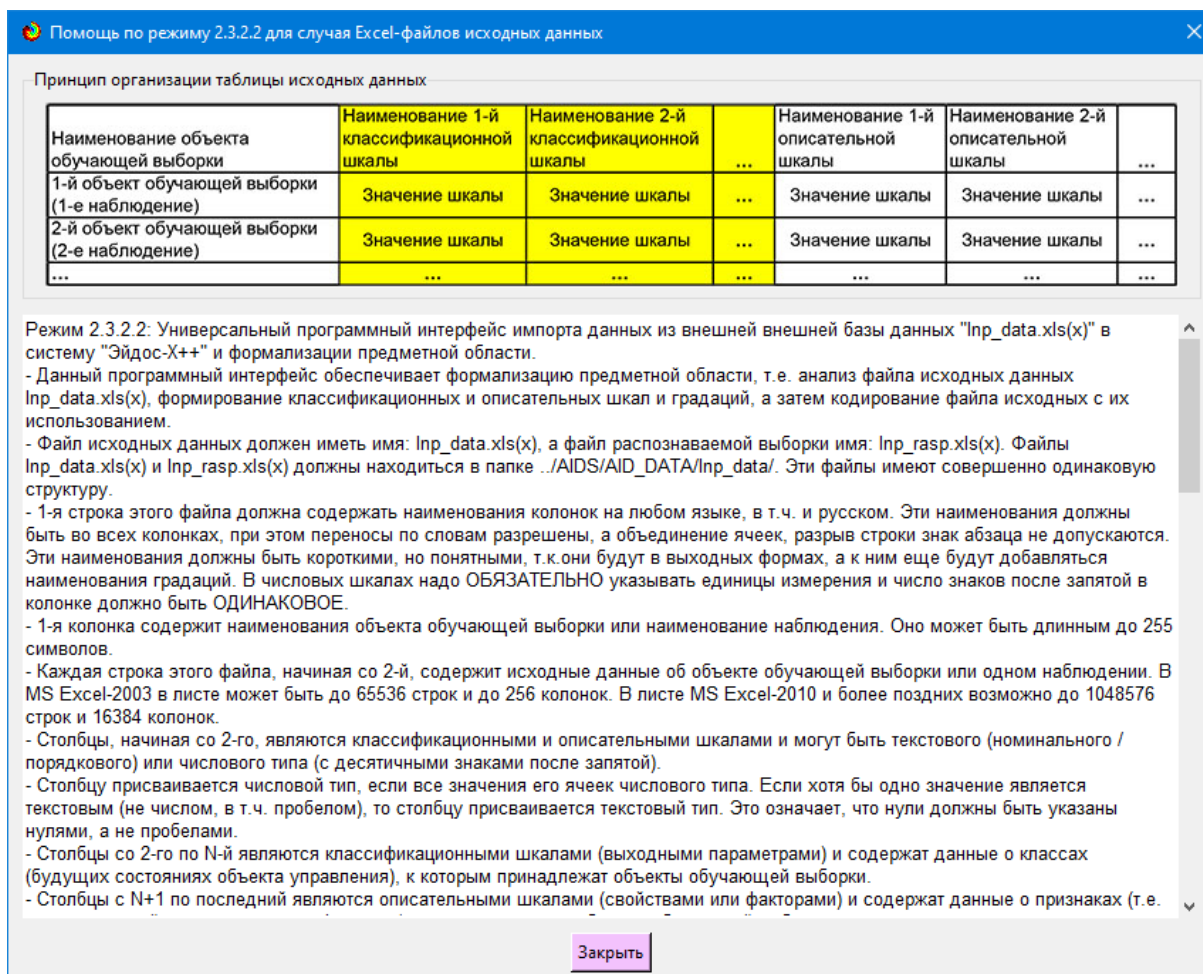 Помощь по режиму 2.3.2.2 для случая Excel-файлов исходных данных
Принцип организации таблицы исходных данных
Наименование объекта обучающей выборки
Наименование 1-й классификационной шкалы
Наименование 2-й классификационной шкалы
...
Наименование 1-й описательной шкалы
Наименование 2-й описательной шкалы
...
1-й объект обучающей выборки (1-е наблюдение)
Значение шкалы
Значение шкалы
...
Значение шкалы
Значение шкалы
...
2-й объект обучающей выборки (2-е наблюдение)
Значение шкалы
Значение шкалы
...
Значение шкалы
Значение шкалы
...
...
...
...
...
...
...
...
Режим 2.3.2.2: Универсальный программный интерфейс импорта данных из внешней внешней базы данных "Inp_data.xls(x)" в
систему "Эйдос-X++" и формализации предметной области.
- Данный программный интерфейс обеспечивает формализацию предметной области, т.е. анализ файла исходных данных
Inp_data.xls(x), формирование классификационных и описательных шкал и градаций, а затем кодирование файла исходных с их
использованием.
- Файл исходных данных должен иметь имя: Inp_data.xls(x), а файл распознаваемой выборки имя: Inp_rasp.xls(x). Файлы
Inp_data.xls(x) и Inp_rasp.xls(x) должны находиться в папке ../AIDS/AID_DATA/Inp_data/. Эти файлы имеют совершенно одинаковую
структуру.
- 1-я строка этого файла должна содержать наименования колонок на любом языке, в т.ч. и русском. Эти наименования должны
быть во всех колонках, при этом переносы по словам разрешены, а объединение ячеек, разрыв строки знак абзаца не допускаются.
Эти наименования должны быть короткими, но понятными, т.к.они будут в выходных формах, а к ним еще будут добавляться
наименования градаций. В числовых шкалах надо ОБЯЗАТЕЛЬНО указывать единицы измерения и число знаков после запятой в
колонке должно быть ОДИНАКОВОЕ.
- 1-я колонка содержит наименования объекта обучающей выборки или наименование наблюдения. Оно может быть длинным до 255
символов.
- Каждая строка этого файла, начиная со 2-й, содержит исходные данные об объекте обучающей выборки или одном наблюдении. В
MS Excel-2003 в листе может быть до 65536 строк и до 256 колонок. В листе MS Excel-2010 и более поздних возможно до 1048576
строк и 16384 колонок.
- Столбцы, начиная со 2-го, являются классификационными и описательными шкалами и могут быть текстового (номинального /
порядкового) или числового типа (с десятичными знаками после запятой).
- Столбцу присваивается числовой тип, если все значения его ячеек числового типа. Если хотя бы одно значение является
текстовым (не числом, в т.ч. пробелом), то столбцу присваивается текстовый тип. Это означает, что нули должны быть указаны
нулями, а не пробелами.
- Столбцы со 2-го по N-й являются классификационными шкалами (выходными параметрами) и содержат данные о классах
(будущих состояниях объекта управления), к которым принадлежат объекты обучающей выборки.
- Столбцы с N+1 по последний являются описательными шкалами (свойствами или факторами) и содержат данные о признаках (т.е.
Закрыть